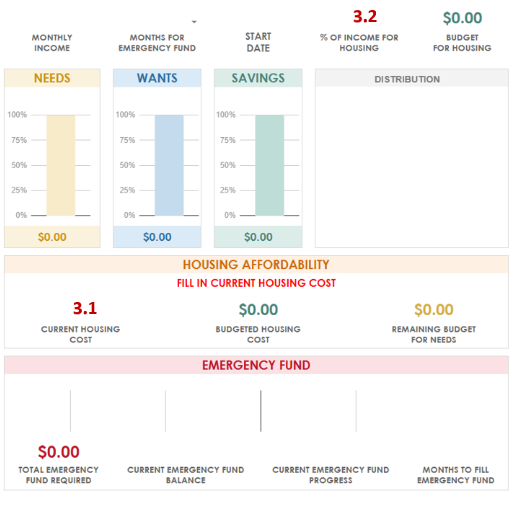 3.2
$0.00
MONTHLY
INCOME
MONTHS FOR
EMERGENCY FUND
START
DATE
% OF INCOME FOR
HOUSING
BUDGET
FOR HOUSING
NEEDS
WANTS
SAVINGS
DISTRIBUTION
100%
75%
50%
25%
0%
100%
75%
50%
25%
0%
100%
75%
50%
25%
0%
$0.00
$0.00
$0.00
HOUSING AFFORDABILITY
FILL IN CURRENT HOUSING COST
3.1
$0.00
$0.00
CURRENT HOUSING
COST
BUDGETED HOUSING
COST
REMAINING BUDGET
FOR NEEDS
EMERGENCY FUND
$0.00
TOTAL EMERGENCY
FUND REQUIRED
CURRENT EMERGENCY FUND
BALANCE
CURRENT EMERGENCY FUND
PROGRESS
MONTHS TO FILL
EMERGENCY FUND